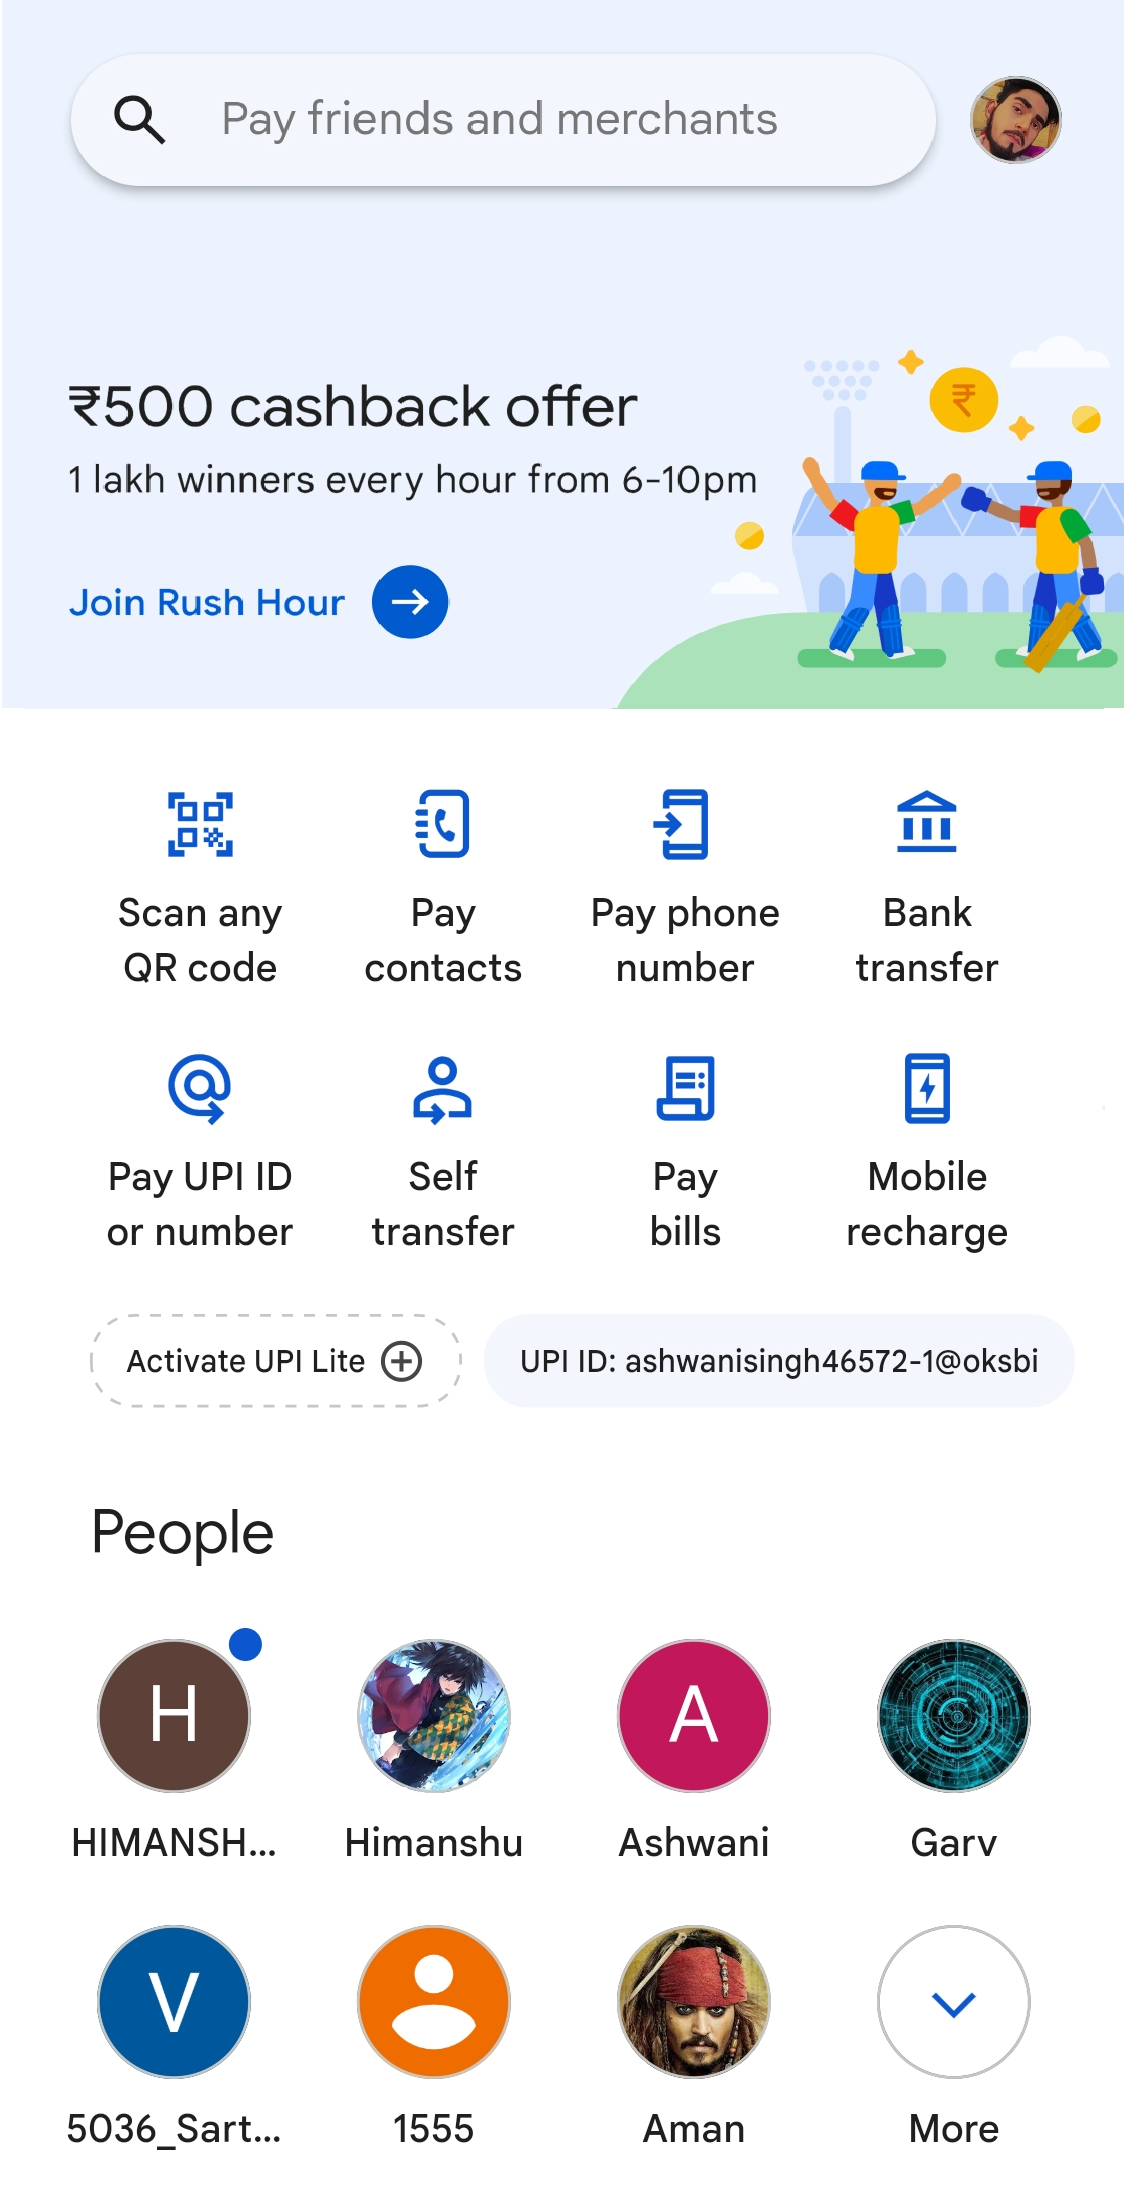 Pay friends and merchants
₹500 cashback offer
1 lakh winners every hour from 6-10pm
Join Rush Hour
₹
Scan any
QR code
Pay
contacts
Pay phone
number
Bank
transfer
Pay UPI ID
or number
Self
transfer
Pay
bills
Mobile
recharge
Activate UPI Lite
UPI ID: ashwanisingh46572-1@oksbi
People
H
A
HIMANSH...
Himanshu
Ashwani
Garv
V
5036_Sart...
1555
Aman
More